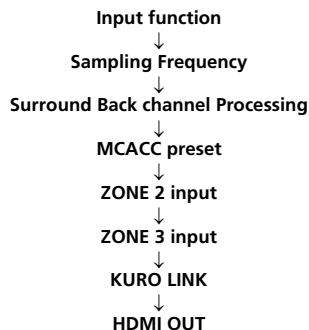 Input function
↓
Sampling Frequency
↓
Surround Back channel Processing
↓
MCACC preset
↓
ZONE 2 input
↓
ZONE 3 input
↓
KURO LINK
↓
HDMI OUT